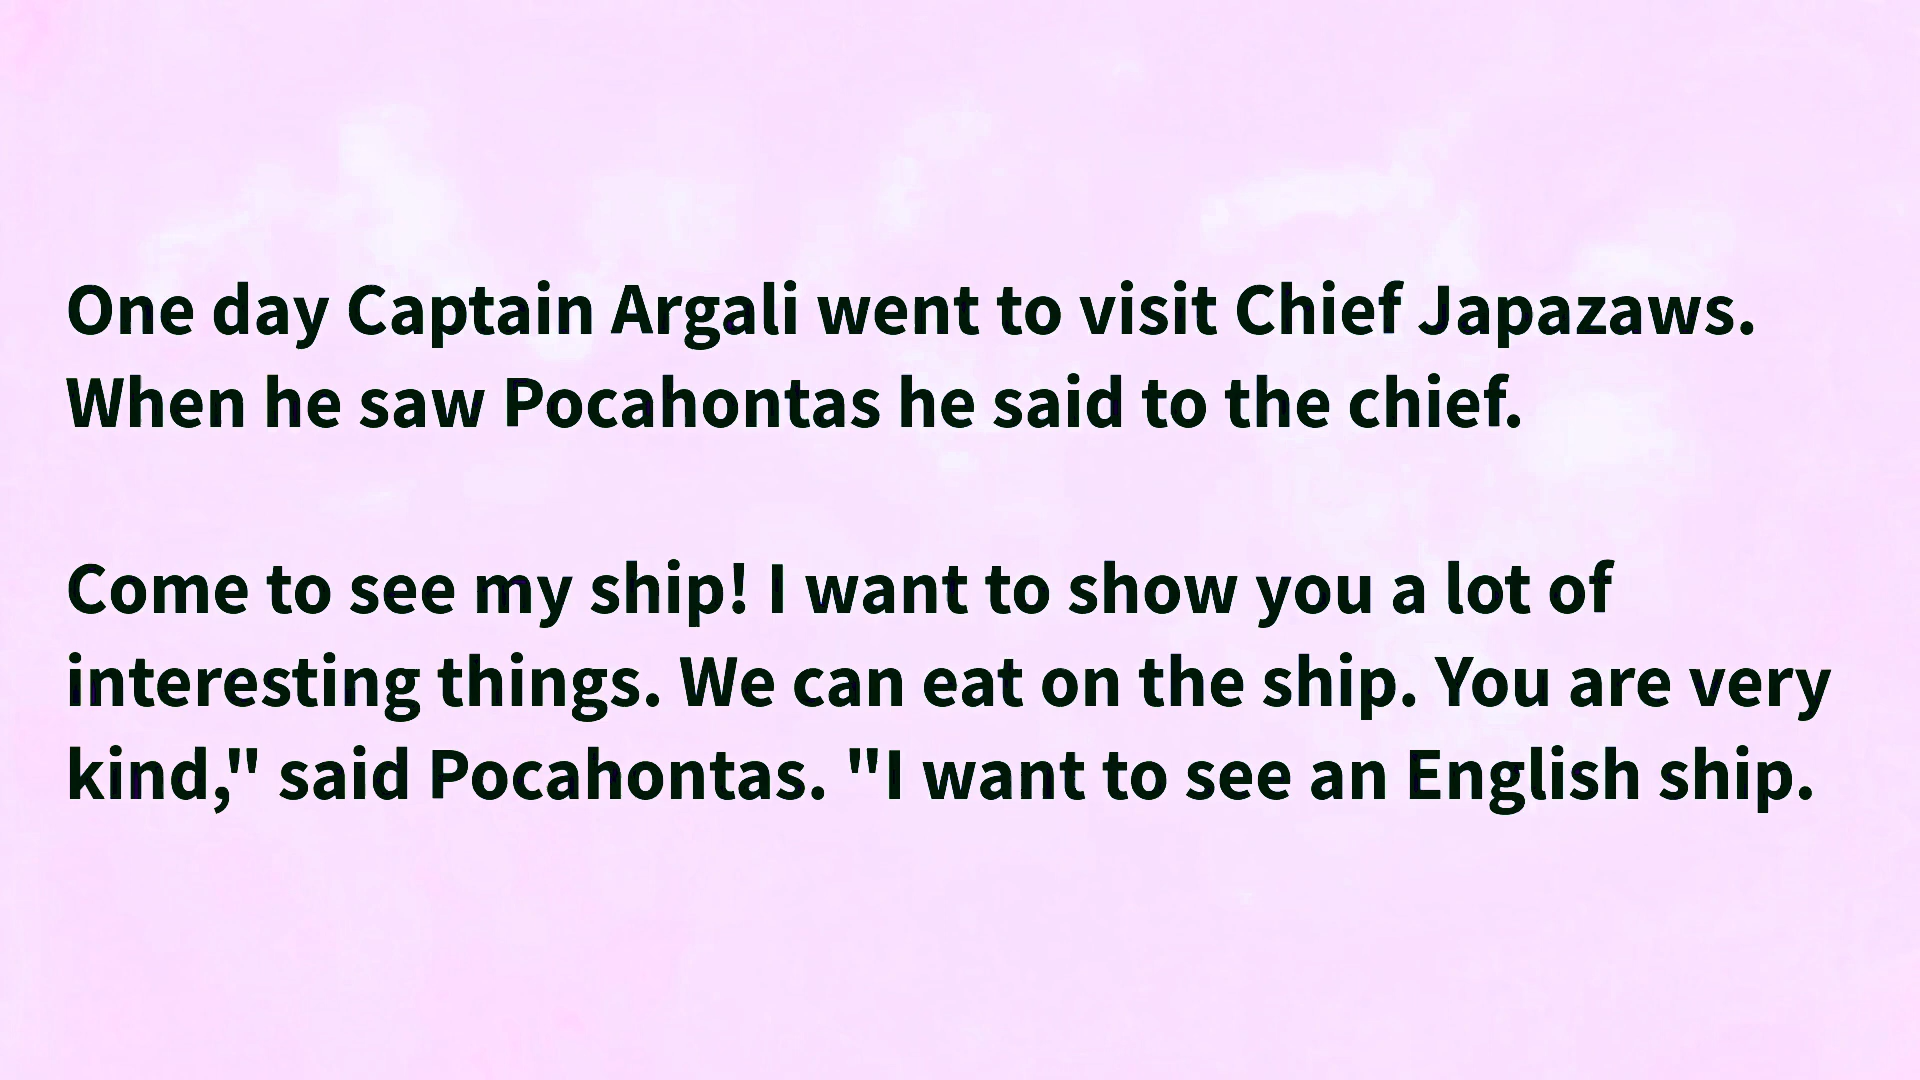 One day Captain Argali went to visit Chief Japazaws.
When he saw Pocahontas he said to the chief.
Come to see my ship! I want to show you a lot of
interesting things. We can eat on the ship. You are very
kind," said Pocahontas. "I want to see an English ship.